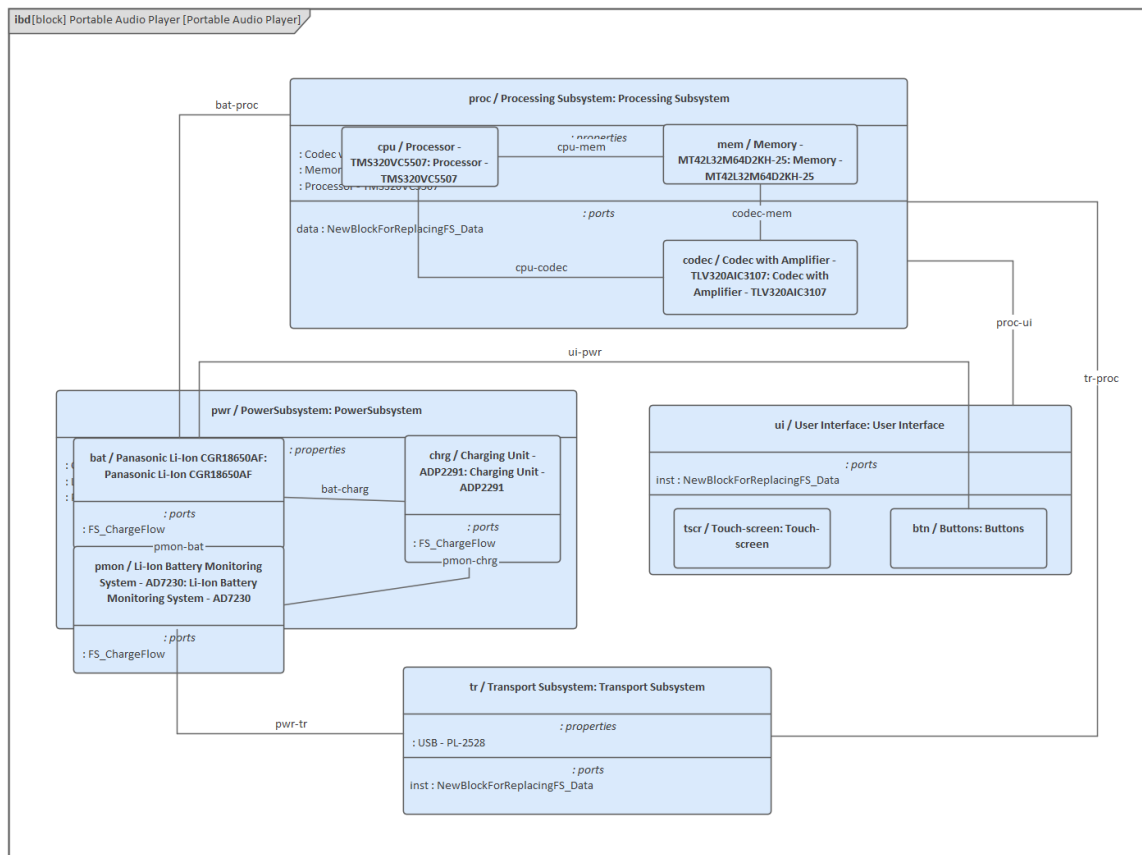 ibd[block] Portable Audio Player [Portable Audio Player]
bat-proc
proc / Processing Subsystem: Processing Subsystem
: properties
: Codec w
: Memor
: Processor - TMS320VC5507
cpu / Processor -
TMS320VC5507: Processor -
TMS320VC5507
cpu-mem
mem / Memory -
MT42L32M64D2KH-25: Memory -
MT42L32M64D2KH-25
: ports
data : NewBlockForReplacingFS_Data
codec-mem
cpu-codec
codec / Codec with Amplifier -
TLV320AIC3107: Codec with
Amplifier - TLV320AIC3107
proc-ui
ui-pwr
tr-proc
pwr / PowerSubsystem: PowerSubsystem
: properties
bat / Panasonic Li-Ion CGR18650AF:
Panasonic Li-Ion CGR18650AF
: ports
: FS_ChargeFlow
bat-charg
chrg / Charging Unit -
ADP2291: Charging Unit -
ADP2291
: ports
: FS_ChargeFlow
pmon-bat
pmon-chrg
pmon / Li-Ion Battery Monitoring
System - AD7230: Li-Ion Battery
Monitoring System - AD7230
: ports
: FS_ChargeFlow
ui / User Interface: User Interface
: ports
inst : NewBlockForReplacingFS_Data
tscr / Touch-screen: Touch-
screen
btn / Buttons: Buttons
pwr-tr
tr / Transport Subsystem: Transport Subsystem
: properties
: USB - PL-2528
: ports
inst : NewBlockForReplacingFS_Data